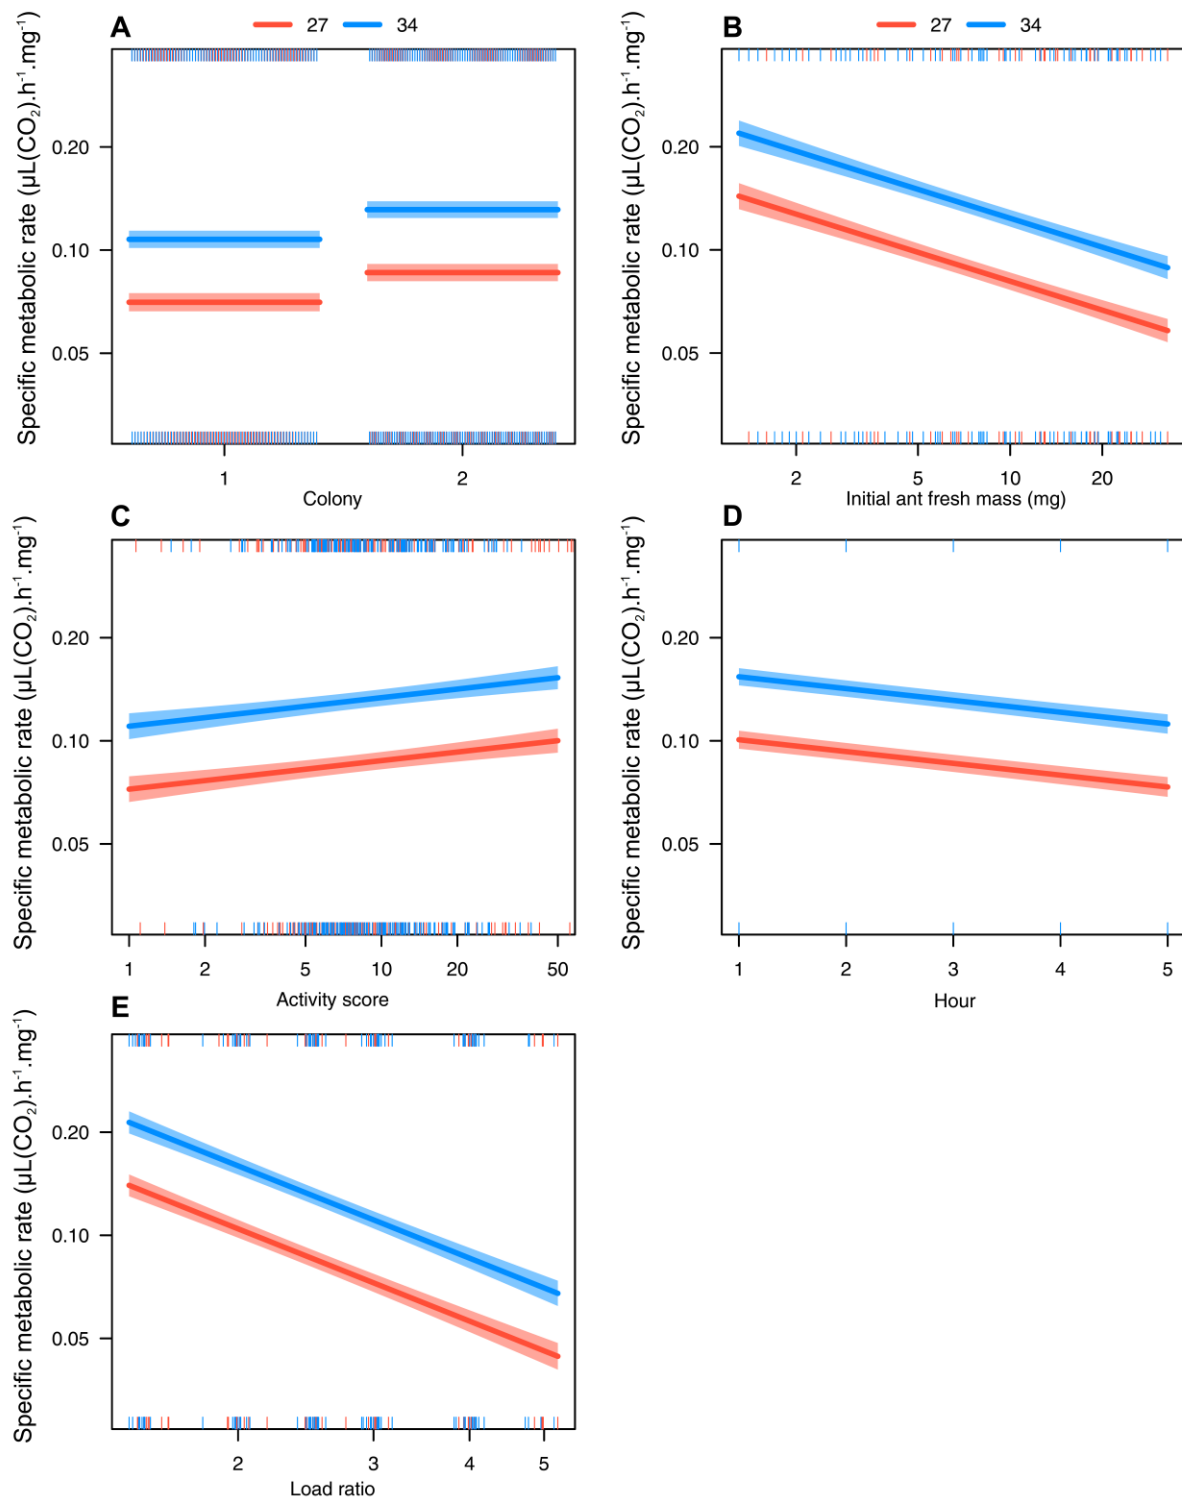 A
27 34
Specific metabolic rate (µL(CO₂).h⁻¹.mg⁻¹)
0.20
0.10
0.05
1 2
Colony
B
27 34
Specific metabolic rate (µL(CO₂).h⁻¹.mg⁻¹)
0.20
0.10
0.05
2 5 10 20
Initial ant fresh mass (mg)
C
Specific metabolic rate (µL(CO₂).h⁻¹.mg⁻¹)
0.20
0.10
0.05
1 2 5 10 20 50
Activity score
D
Specific metabolic rate (µL(CO₂).h⁻¹.mg⁻¹)
0.20
0.10
0.05
1 2 3 4 5
Hour
E
Specific metabolic rate (µL(CO₂).h⁻¹.mg⁻¹)
0.20
0.10
0.05
2 3 4 5
Load ratio